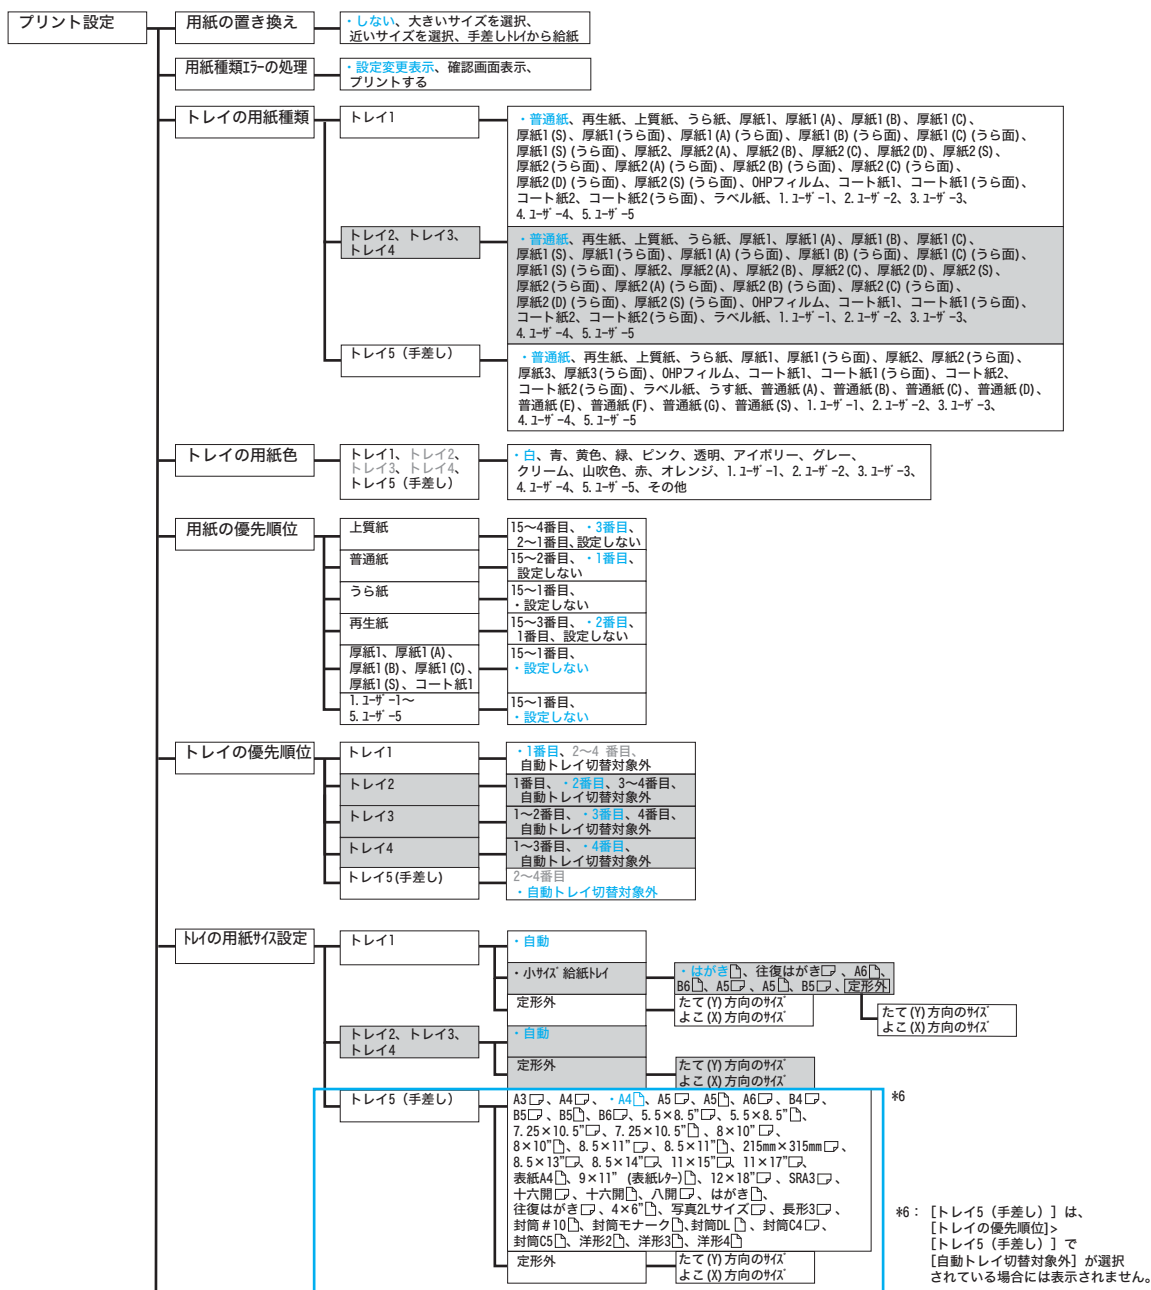 プリント設定
用紙の置き換え
・しない、大きいサイズを選択、
近いサイズを選択、手差しトレイから給紙
用紙種類エラーの処理
・設定変更表示、確認画面表示、
プリントする
トレイの用紙種類
トレイ1
・普通紙、再生紙、上質紙、うら紙、厚紙1、厚紙1(A)、厚紙1(B)、厚紙1(C)、
厚紙1(S)、厚紙1(うら面)、厚紙1(A)(うら面)、厚紙1(B)(うら面)、厚紙1(C)(うら面)、
厚紙1(S)(うら面)、厚紙2、厚紙2(A)、厚紙2(B)、厚紙2(C)、厚紙2(D)、厚紙2(S)、
厚紙2(うら面)、厚紙2(A)(うら面)、厚紙2(B)(うら面)、厚紙2(C)(うら面)、
厚紙2(D)(うら面)、厚紙2(S)(うら面)、OHPフィルム、コート紙1、コート紙1(うら面)、
コート紙2、コート紙2(うら面)、ラベル紙、1.ユーザー1、2.ユーザー2、3.ユーザー3、
4.ユーザー4、5.ユーザー5
トレイ2、トレイ3、
トレイ4
・普通紙、再生紙、上質紙、うら紙、厚紙1、厚紙1(A)、厚紙1(B)、厚紙1(C)、
厚紙1(S)、厚紙1(うら面)、厚紙1(A)(うら面)、厚紙1(B)(うら面)、厚紙1(C)(うら面)、
厚紙1(S)(うら面)、厚紙2、厚紙2(A)、厚紙2(B)、厚紙2(C)、厚紙2(D)、厚紙2(S)、
厚紙2(うら面)、厚紙2(A)(うら面)、厚紙2(B)(うら面)、厚紙2(C)(うら面)、
厚紙2(D)(うら面)、厚紙2(S)(うら面)、OHPフィルム、コート紙1、コート紙1(うら面)、
コート紙2、コート紙2(うら面)、ラベル紙、1.ユーザー1、2.ユーザー2、3.ユーザー3、
4.ユーザー4、5.ユーザー5
トレイ5（手差し）
・普通紙、再生紙、上質紙、うら紙、厚紙1、厚紙1(うら面)、厚紙2、厚紙2(うら面)、
厚紙3、厚紙3(うら面)、OHPフィルム、コート紙1、コート紙1(うら面)、コート紙2、
コート紙2(うら面)、ラベル紙、うす紙、普通紙(A)、普通紙(B)、普通紙(C)、普通紙(D)、
普通紙(E)、普通紙(F)、普通紙(G)、普通紙(S)、1.ユーザー1、2.ユーザー2、3.ユーザー3、
4.ユーザー4、5.ユーザー5
トレイの用紙色
トレイ1、トレイ2、
トレイ3、トレイ4、
トレイ5（手差し）
・白、青、黄色、緑、ピンク、透明、アイボリー、グレー、
クリーム、山吹色、赤、オレンジ、1.ユーザー1、2.ユーザー2、3.ユーザー3、
4.ユーザー4、5.ユーザー5、その他
用紙の優先順位
上質紙
15～4番目、・3番目、
2～1番目、設定しない
普通紙
15～2番目、・1番目、
設定しない
うら紙
15～1番目、
・設定しない
再生紙
15～3番目、・2番目、
1番目、設定しない
厚紙1、厚紙1(A)、
厚紙1(B)、厚紙1(C)、
厚紙1(S)、コート紙1
15～1番目、
・設定しない
1.ユーザー1～
5.ユーザー5
15～1番目、
・設定しない
トレイの優先順位
トレイ1
・1番目、2～4 番目、
自動トレイ切替対象外
トレイ2
1番目、・2番目、3～4番目、
自動トレイ切替対象外
トレイ3
1～2番目、・3番目、4番目、
自動トレイ切替対象外
トレイ4
1～3番目、・4番目、
自動トレイ切替対象外
トレイ5(手差し)
2～4番目
・自動トレイ切替対象外
トレイの用紙サイズ設定
トレイ1
・自動
・小サイズ給紙トレイ
・はがき、往復はがき、A6、
B6、A5、A5、B5、定形外
たて(Y)方向のサイズ
よこ(X)方向のサイズ
定形外
たて(Y)方向のサイズ
よこ(X)方向のサイズ
トレイ2、トレイ3、
トレイ4
・自動
定形外
たて(Y)方向のサイズ
よこ(X)方向のサイズ
トレイ5（手差し）
A3、A4、・A4、A5、A5、A6、B4、
B5、B5、B6、5.5×8.5"、5.5×8.5"、
7.25×10.5"、7.25×10.5"、8×10"、
8×10"、8.5×11"、8.5×11"、215mm×315mm、
8.5×13"、8.5×14"、11×15"、11×17"、
表紙A4、9×11" (表紙レター)、12×18"、SRA3、
十六開、十六開、八開、はがき、
往復はがき、4×6"、写真2Lサイズ、長形3、
封筒＃10、封筒モナーク、封筒DL、封筒C4、
封筒C5、洋形2、洋形3、洋形4
定形外
たて(Y)方向のサイズ
よこ(X)方向のサイズ
*6
*6：［トレイ5（手差し）］は、
［トレイの優先順位]>
［トレイ5（手差し）］で
［自動トレイ切替対象外］が選択
されている場合には表示されません。